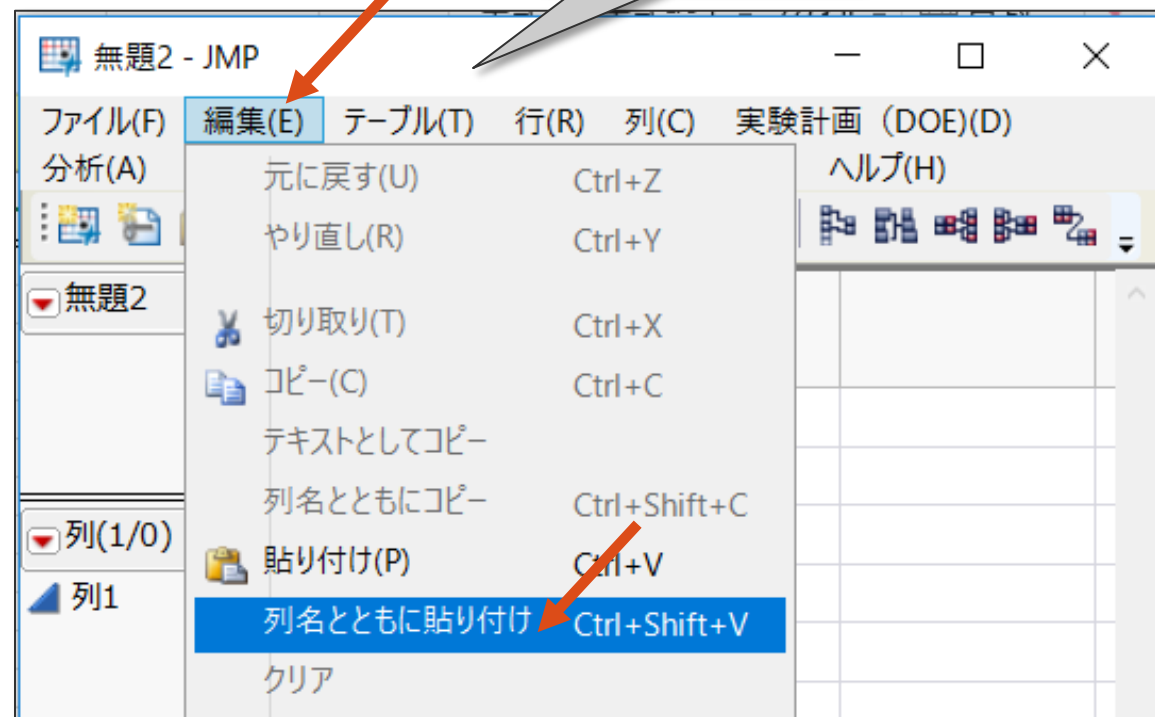 無題2 - JMP
ファイル(F) 編集(E) テーブル(T) 行(R) 列(C) 実験計画（DOE)(D)
分析(A) ヘルプ(H)
元に戻す(U) Ctrl+Z
やり直し(R) Ctrl+Y
無題2
切り取り(T) Ctrl+X
コピー(C) Ctrl+C
テキストとしてコピー
列名とともにコピー Ctrl+Shift+C
列(1/0)
貼り付け(P) Ctrl+V
列1
列名とともに貼り付け Ctrl+Shift+V
クリア